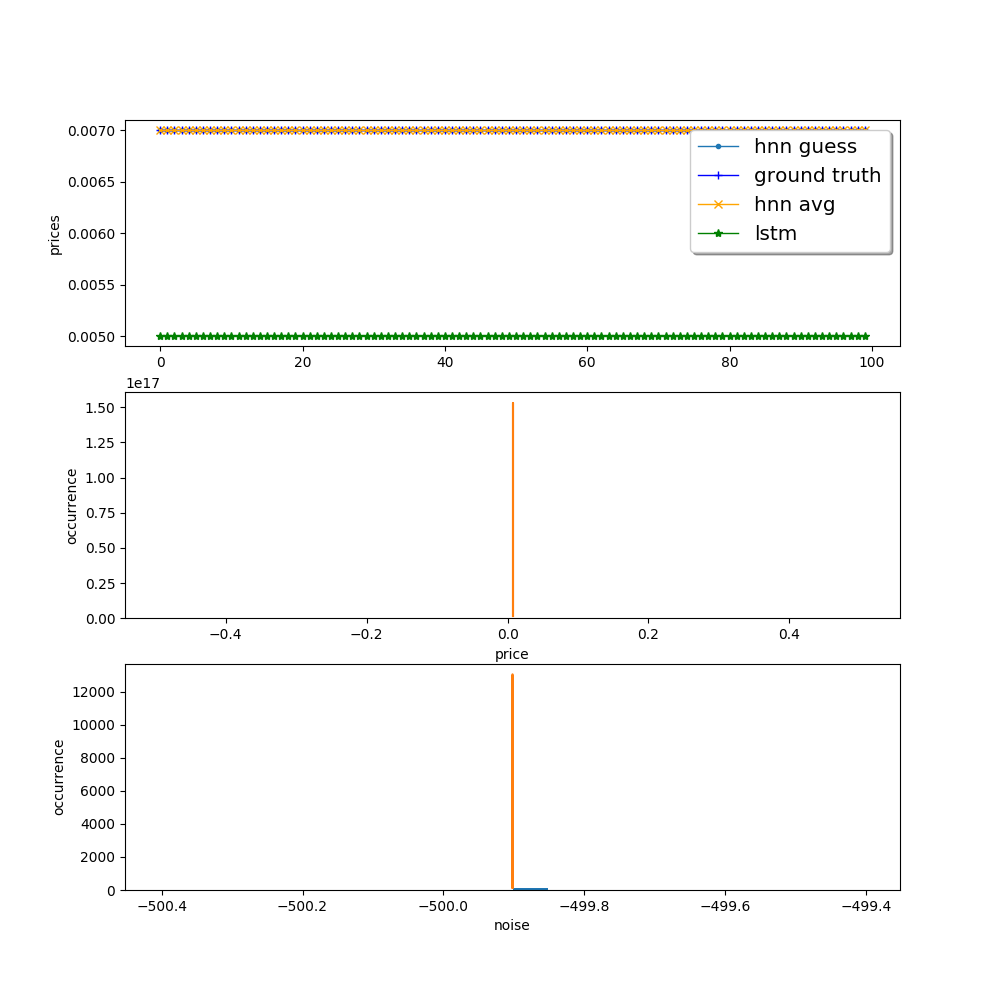 0.0070
0.0065
0.0060
0.0055
0.0050
prices
hnn guess
ground truth
hnn avg
lstm
0 20 40 60 80 100
1e17
1.50
1.25
1.00
0.75
0.50
0.25
0.00
occurrence
−0.4 −0.2 0.0 0.2 0.4
price
12000
10000
8000
6000
4000
2000
0
occurrence
−500.4 −500.2 −500.0 −499.8 −499.6 −499.4
noise